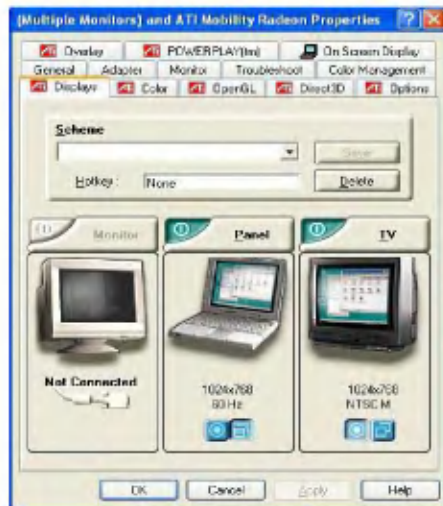 (Multiple Monitors) and ATI Mobility Radeon Properties
Overlay POWERPLAY(tm) On Screen Display
General Adapter Monitor Troubleshoot Color Management
Displays Color OpenGL Direct3D Options
Scheme
Save
Hotkey: None Delete
Monitor Panel TV
Not Connected
1024x768 1024x768
60 Hz NTSC M
OK Cancel Apply Help